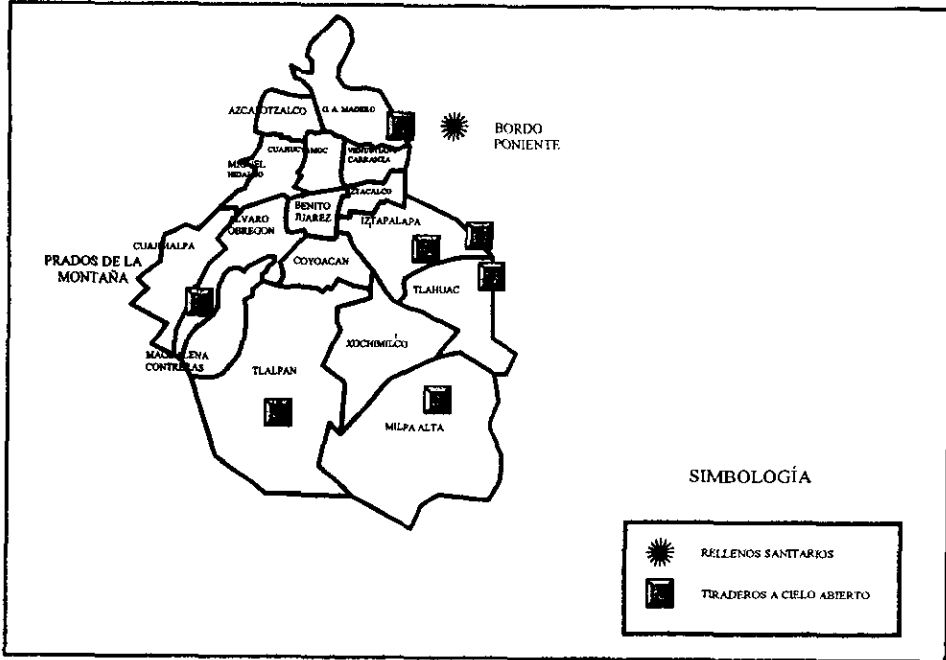 AZCAPOTZALCO
G. A. MADERO
BORDO
PONIENTE
CUAHUCTEMOC
VENUSTIANO
CARRANZA
MIGUEL
HIDALGO
IZTACALCO
BENITO
JUAREZ
IZTAPALAPA
ALVARO
OBREGON
CUAJIMALPA
COYOACAN
PRADOS DE LA
MONTAÑA
TLAHUAC
XOCHIMILCO
MAGDALENA
CONTRERAS
TLALPAN
MILPA ALTA
SIMBOLOGÍA
RELLENOS SANITARIOS
TIRADEROS A CIELO ABIERTO